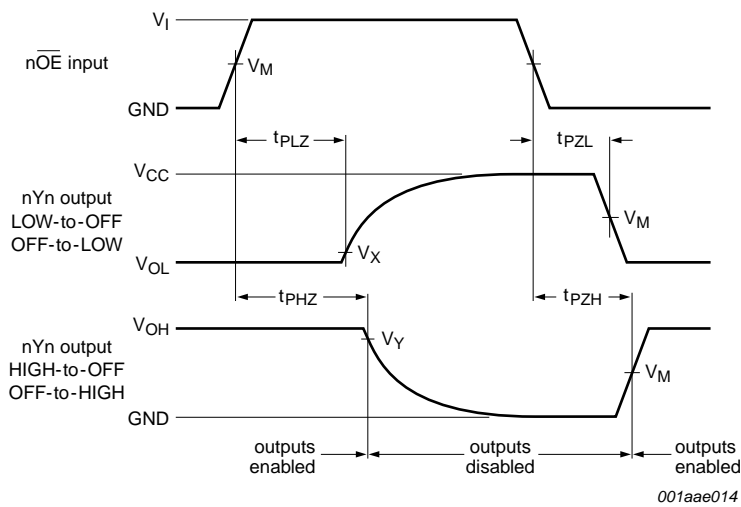 V_I
nO̅E̅ input
V_M
GND
t_PLZ
t_PZL
V_CC
nYn output
LOW-to-OFF
OFF-to-LOW
V_M
V_X
V_OL
t_PHZ
t_PZH
V_OH
nYn output
HIGH-to-OFF
OFF-to-HIGH
V_Y
V_M
GND
outputs
enabled
outputs
disabled
outputs
enabled
001aae014